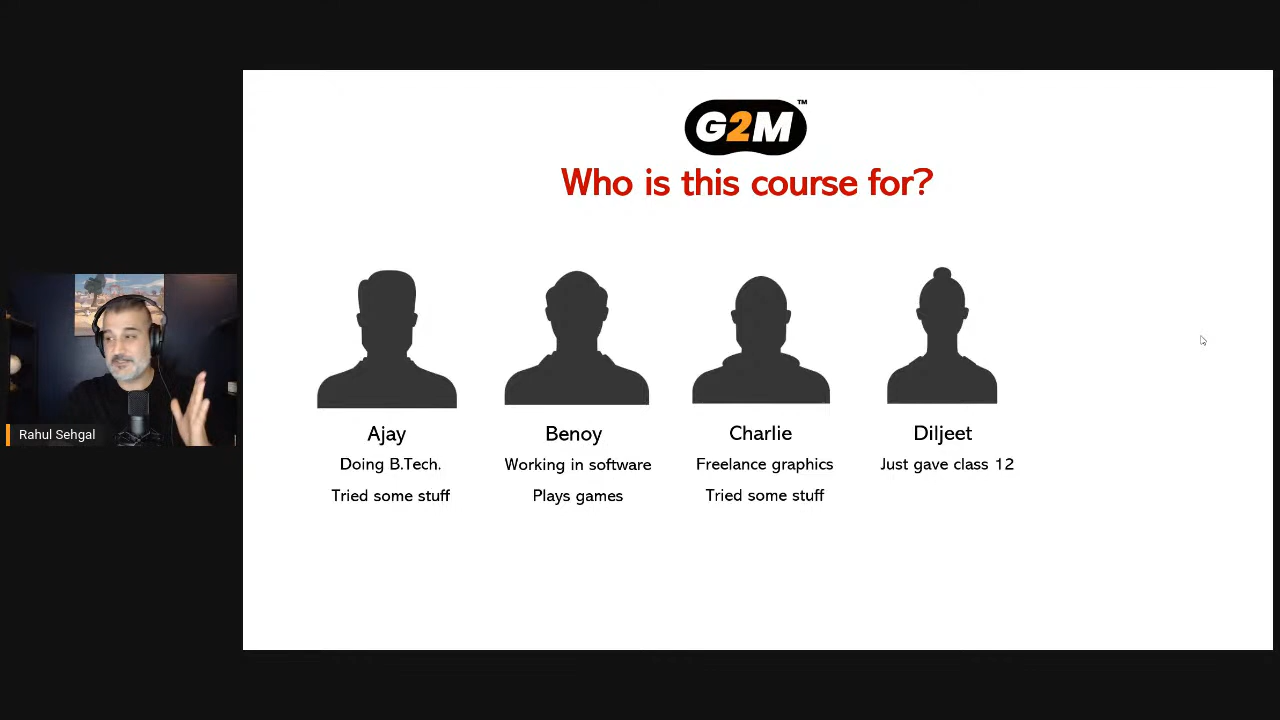 G2M™
Who is this course for?
Ajay
Benoy
Charlie
Diljeet
Doing B.Tech.
Working in software
Freelance graphics
Just gave class 12
Tried some stuff
Plays games
Tried some stuff
Rahul Sehgal